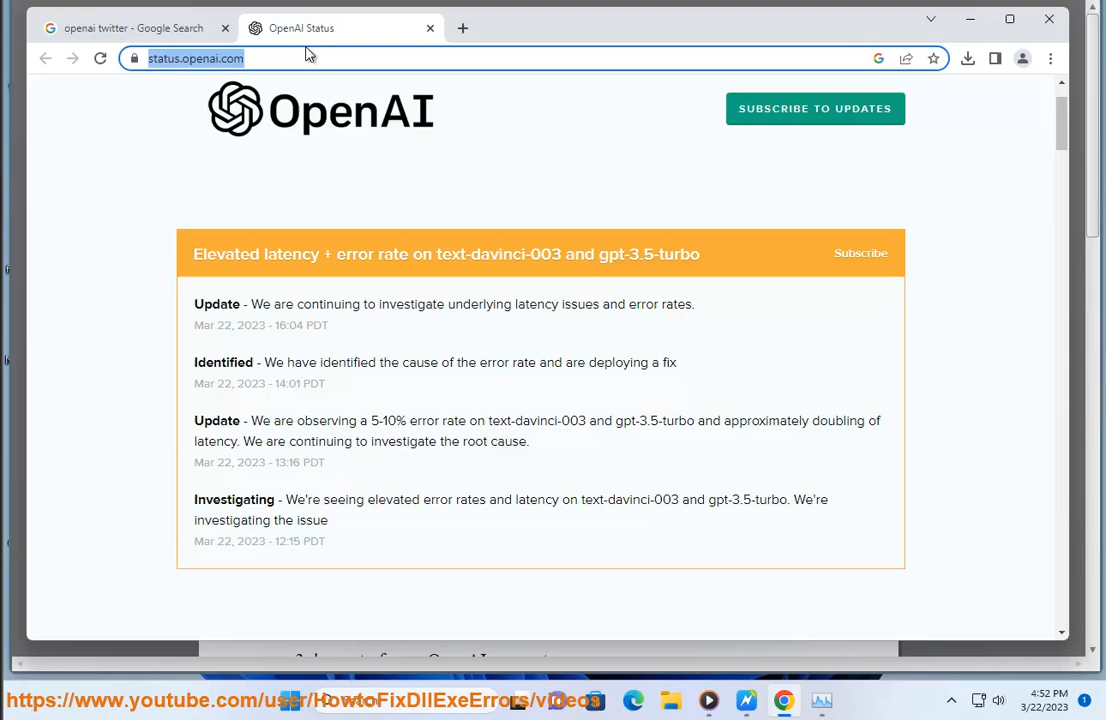 openai twitter - Google Search
OpenAI Status
status.openai.com
OpenAI
SUBSCRIBE TO UPDATES
Elevated latency + error rate on text-davinci-003 and gpt-3.5-turbo
Subscribe
Update - We are continuing to investigate underlying latency issues and error rates.
Mar 22, 2023 - 16:04 PDT
Identified - We have identified the cause of the error rate and are deploying a fix
Mar 22, 2023 - 14:01 PDT
Update - We are observing a 5-10% error rate on text-davinci-003 and gpt-3.5-turbo and approximately doubling of
latency. We are continuing to investigate the root cause.
Mar 22, 2023 - 13:16 PDT
Investigating - We're seeing elevated error rates and latency on text-davinci-003 and gpt-3.5-turbo. We're
investigating the issue
Mar 22, 2023 - 12:15 PDT
https://www.youtube.com/user/HowtoFixDllExeErrors/videos
4:52 PM
3/22/2023
1